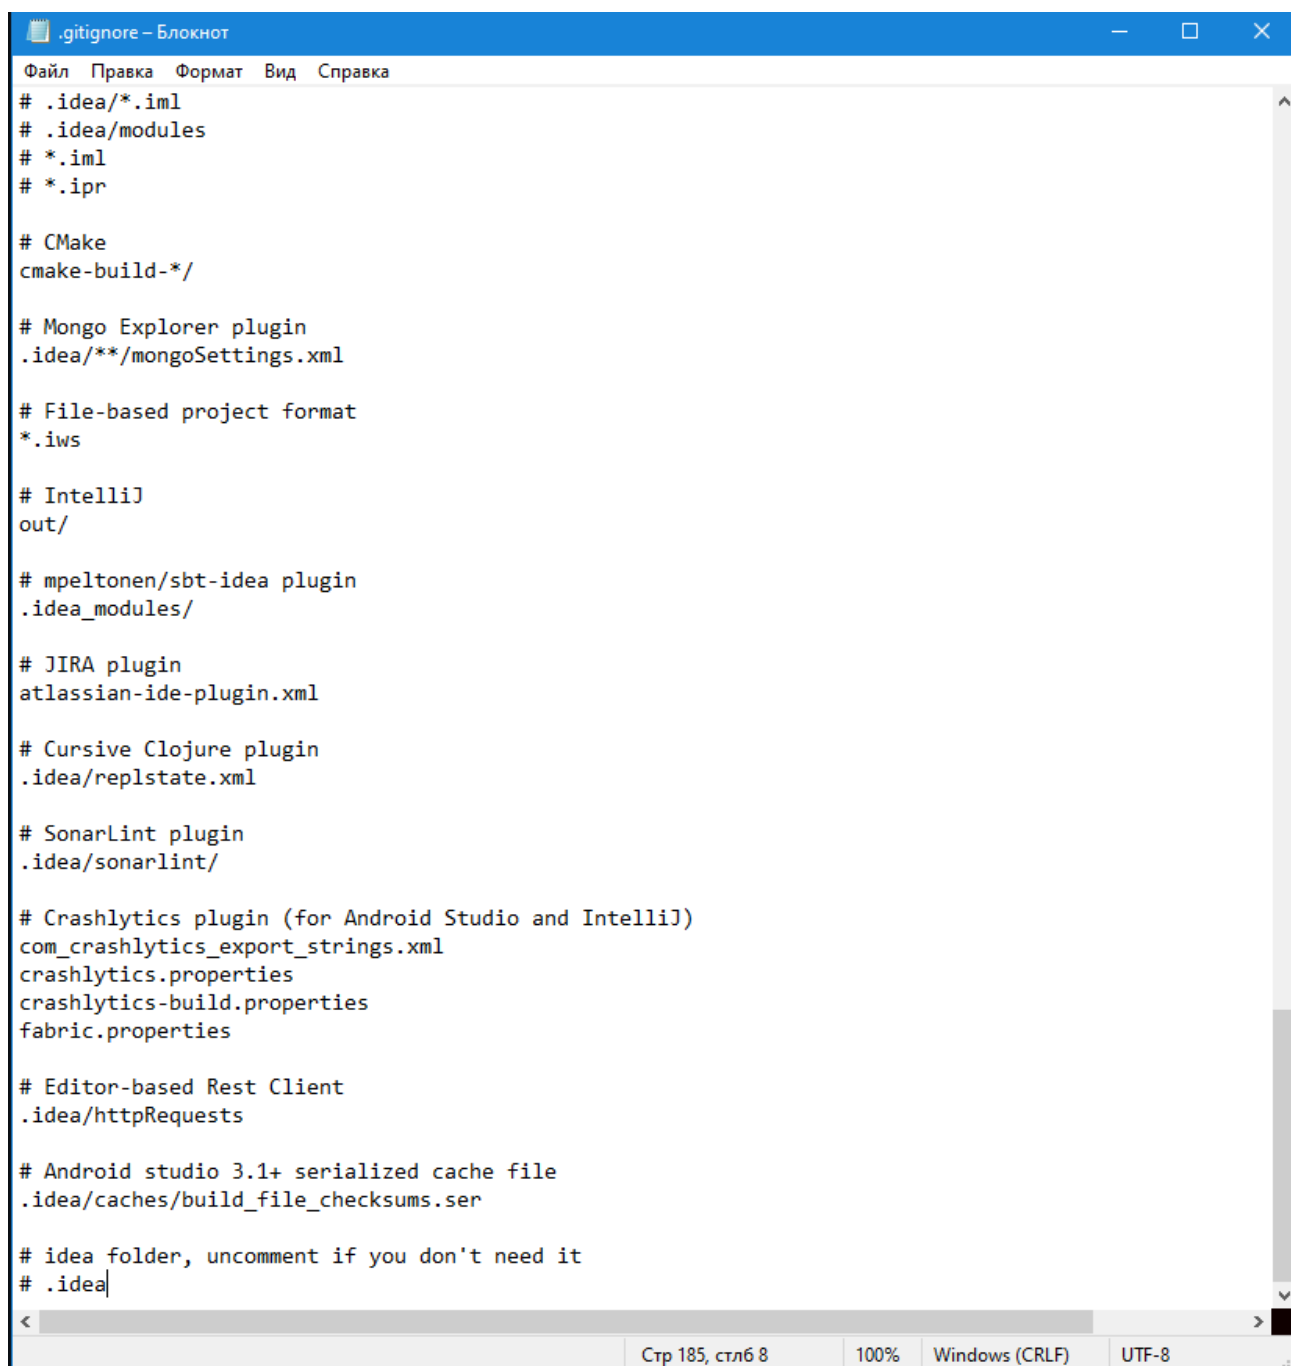 .gitignore – Блокнот
Файл Правка Формат Вид Справка
# .idea/*.iml
# .idea/modules
# *.iml
# *.ipr
# CMake
cmake-build-*/
# Mongo Explorer plugin
.idea/**/mongoSettings.xml
# File-based project format
*.iws
# IntelliJ
out/
# mpeltonen/sbt-idea plugin
.idea_modules/
# JIRA plugin
atlassian-ide-plugin.xml
# Cursive Clojure plugin
.idea/replstate.xml
# SonarLint plugin
.idea/sonarlint/
# Crashlytics plugin (for Android Studio and IntelliJ)
com_crashlytics_export_strings.xml
crashlytics.properties
crashlytics-build.properties
fabric.properties
# Editor-based Rest Client
.idea/httpRequests
# Android studio 3.1+ serialized cache file
.idea/caches/build_file_checksums.ser
# idea folder, uncomment if you don't need it
# .idea
Стр 185, стлб 8 100% Windows (CRLF) UTF-8